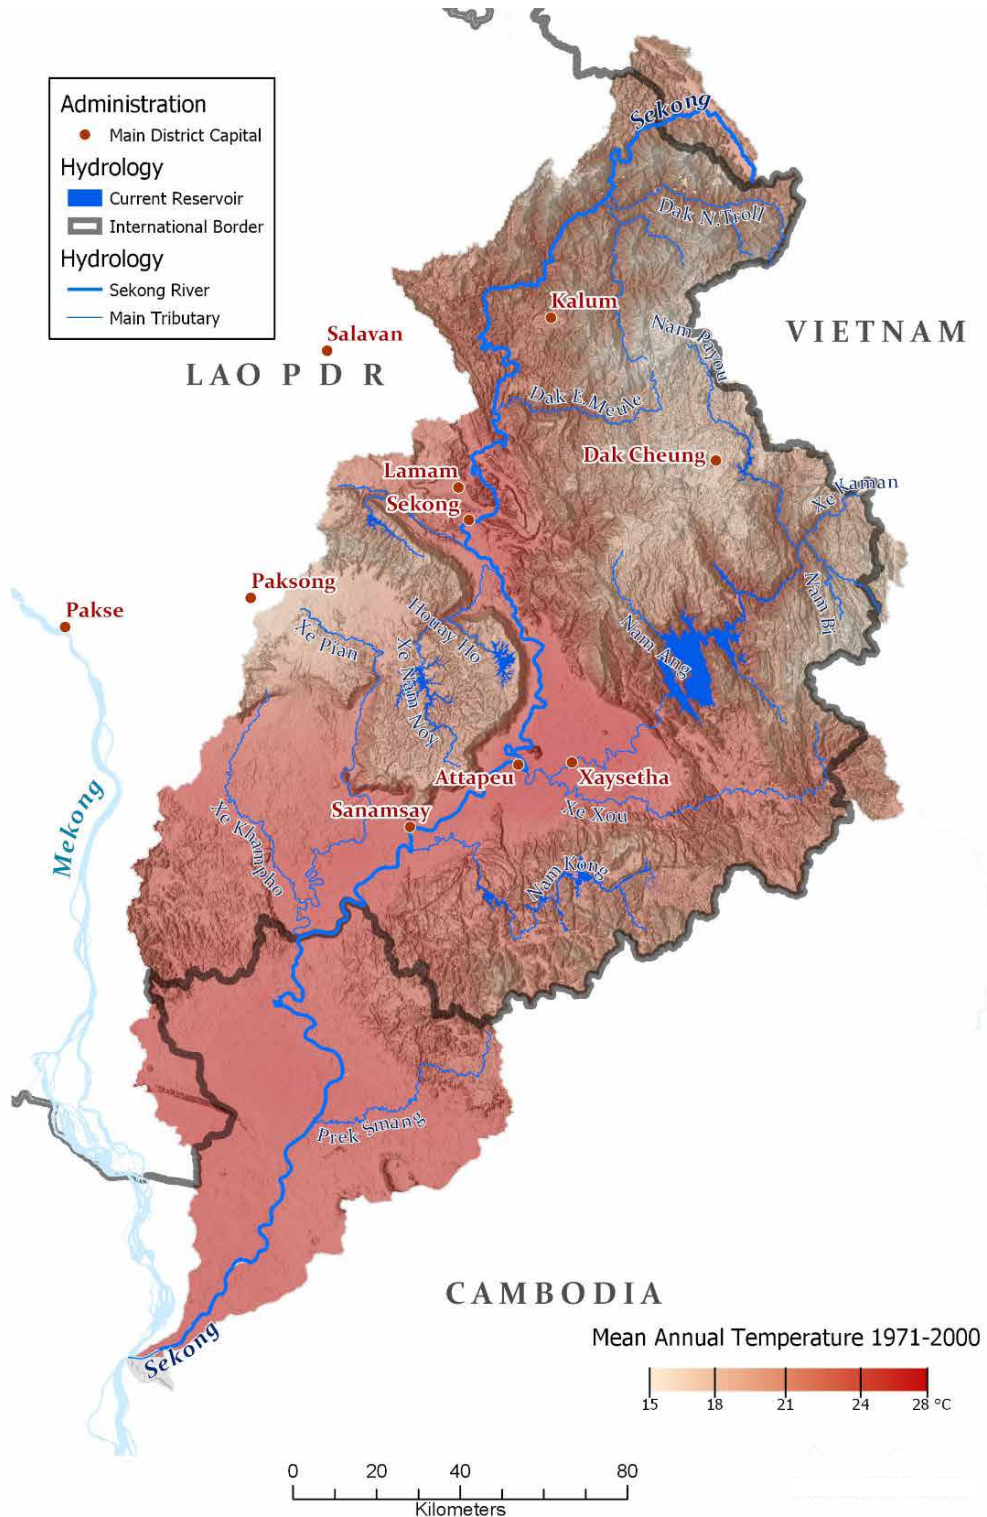 Administration
Main District Capital
Hydrology
Current Reservoir
International Border
Hydrology
Sekong River
Main Tributary
Sekong
Dak N. Troll
Kalum
Nam Payou
VIETNAM
Salavan
LAO P D R
Dak E. Meule
Dak Cheung
Lamam
Sekong
Xe Kaman
Paksong
Pakse
Houay Ho
Xe Pian
Xe Nam Noy
Nam Ang
Nam Bi
Attapeu
Xaysetha
Sanamsay
Xe Xou
Mekong
Xe Khampho
Nam Kong
Prek Smang
CAMBODIA
Sekong
Mean Annual Temperature 1971-2000
15 18 21 24 28 °C
0 20 40 80
Kilometers